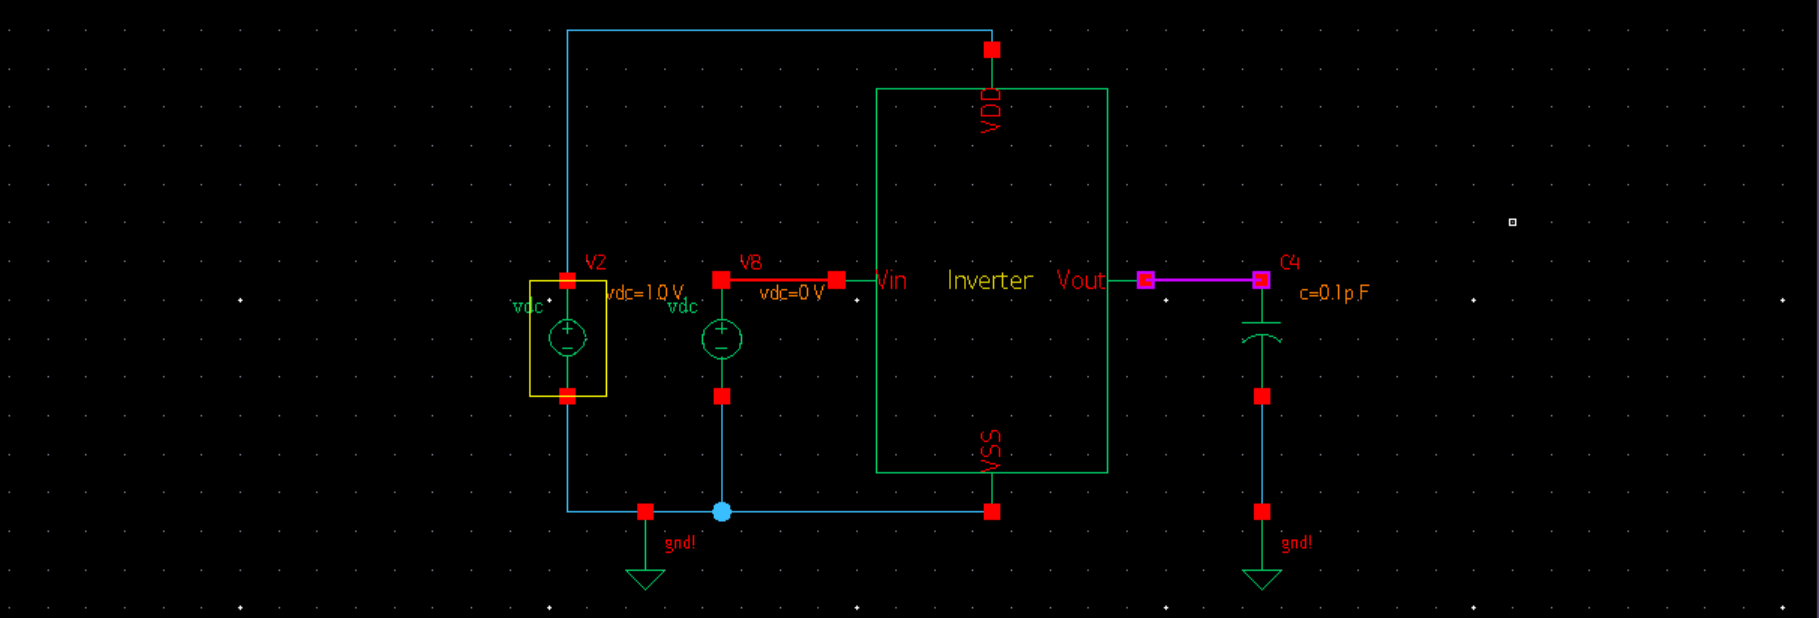 VDD
V2
vdc=1.0 V
vdc
V8
vdc=0 V
vdc
Vin
Inverter
Vout
C4
c=0.1p F
VSS
gnd!
gnd!